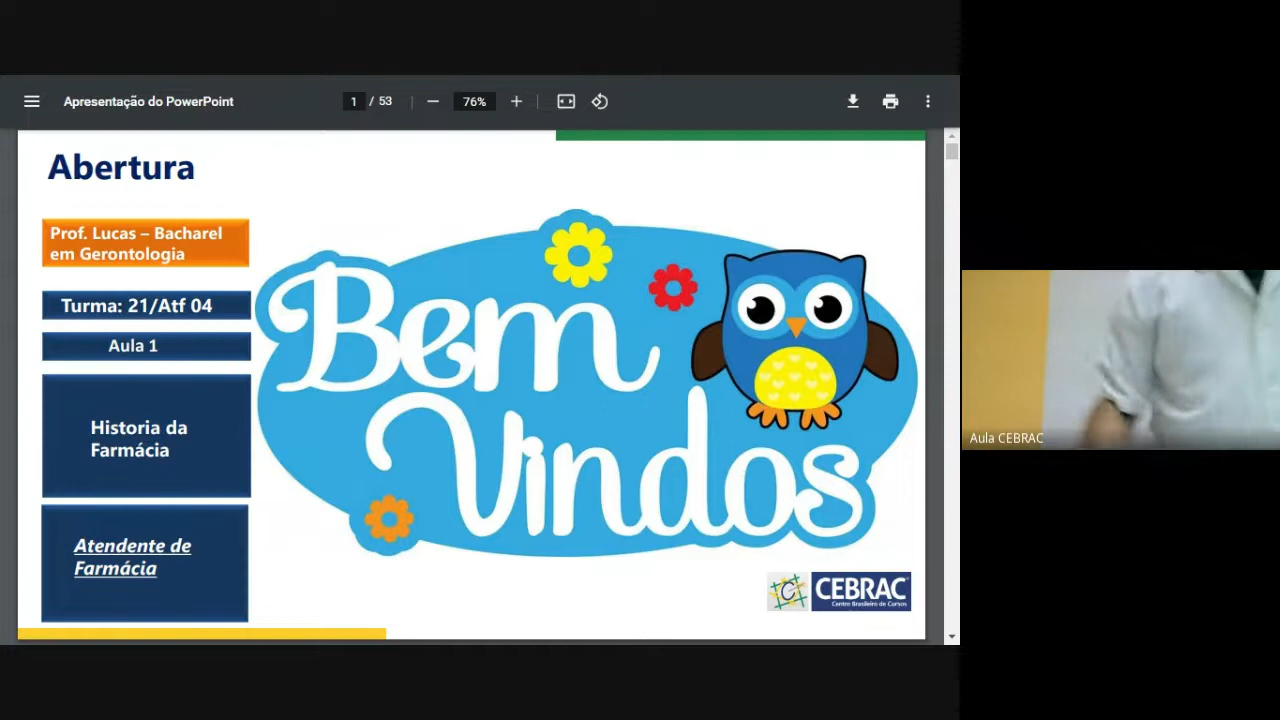 Apresentação do PowerPoint
1 / 53
76%
Abertura
Prof. Lucas – Bacharel
em Gerontologia
Turma: 21/Atf 04
Aula 1
Historia da
Farmácia
Atendente de
Farmácia
Bem
Vindos
C
CEBRAC
Centro Brasileiro de Cursos
Aula CEBRAC